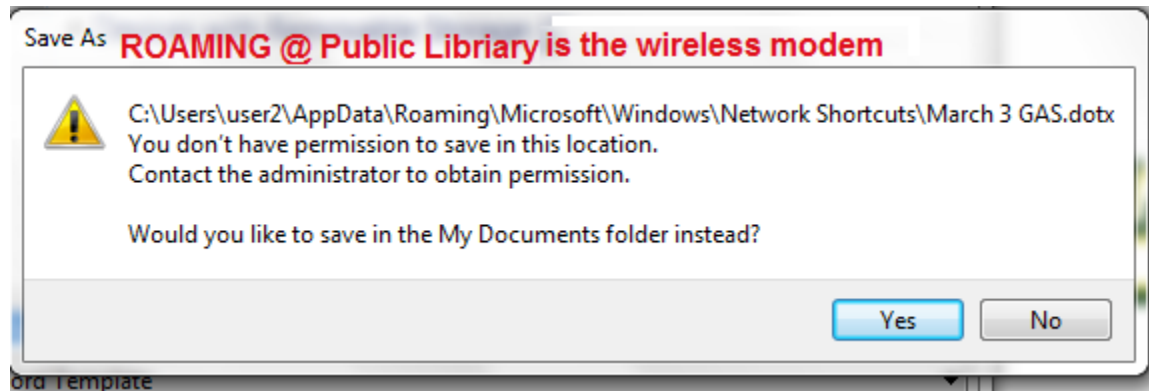 Save As ROAMING @ Public Libriary is the wireless modem
C:\Users\user2\AppData\Roaming\Microsoft\Windows\Network Shortcuts\March 3 GAS.dotx
You don't have permission to save in this location.
Contact the administrator to obtain permission.
Would you like to save in the My Documents folder instead?
Yes No
ord Template